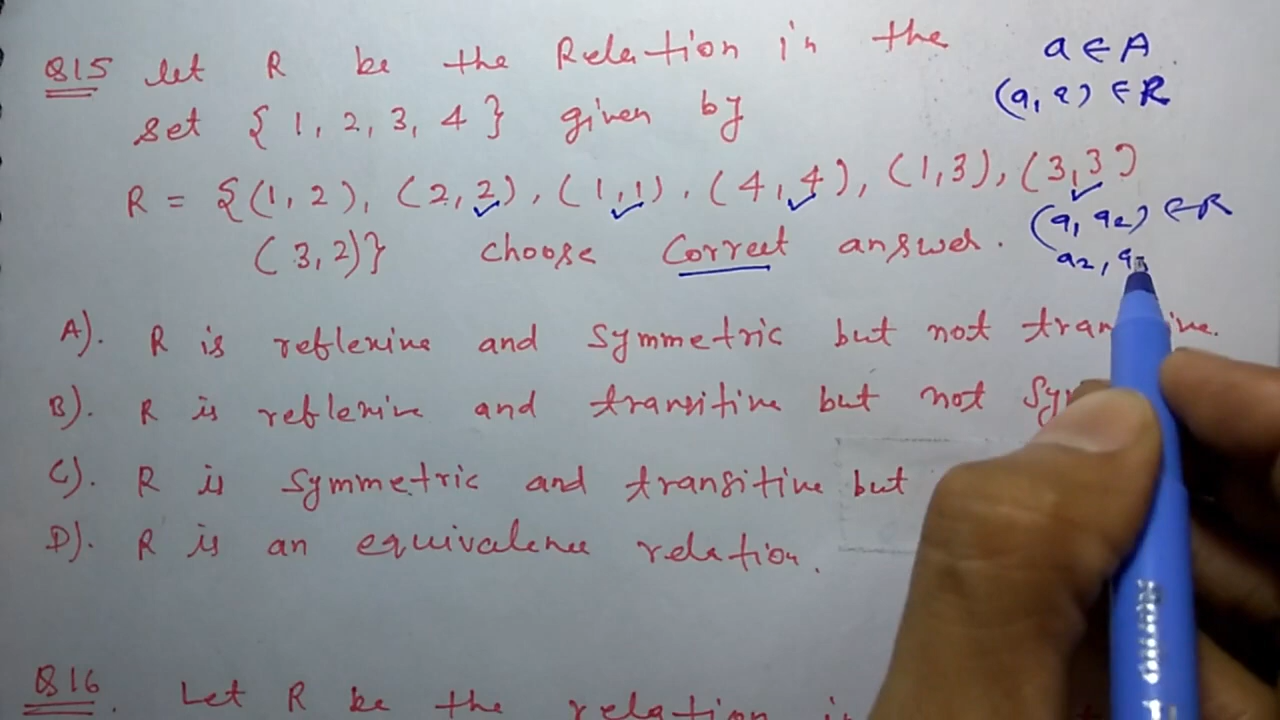 Q15 Let R be the Relation in the
set { 1, 2, 3, 4 } given by
a ∈ A
(a, a) ∈ R
R = {(1, 2), (2, 2), (1, 1), (4, 4), (1, 3), (3, 3)
(3, 2)} choose Correct answer.
(a, a2) ∈ R
a2, a
A). R is reflexive and Symmetric but not
B). R is reflexive and transitive but not
C). R is Symmetric and transitive but
D). R is an equivalence relation.
Q16. Let R be the relation